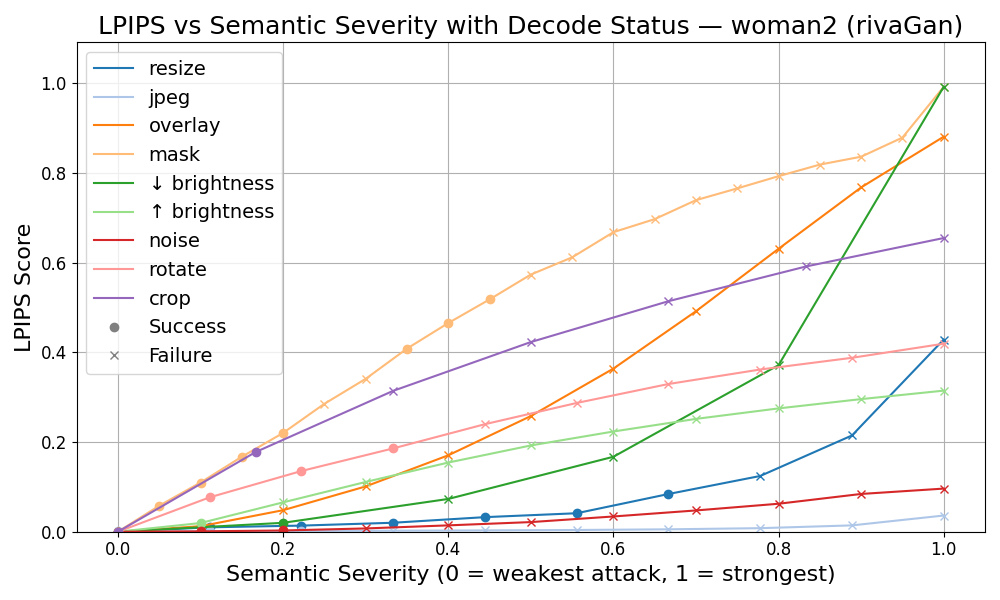 LPIPS vs Semantic Severity with Decode Status — woman2 (rivaGan)
LPIPS Score
1.0
0.8
0.6
0.4
0.2
0.0
resize
jpeg
overlay
mask
↓ brightness
↑ brightness
noise
rotate
crop
Success
Failure
0.0 0.2 0.4 0.6 0.8 1.0
Semantic Severity (0 = weakest attack, 1 = strongest)